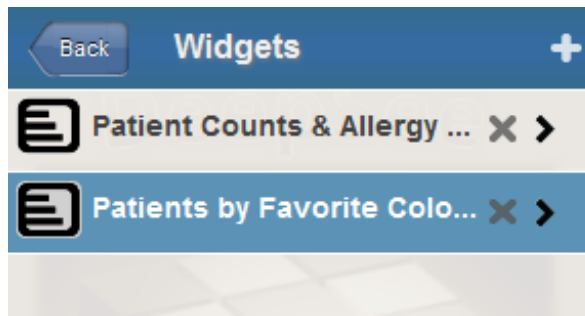 Back
Widgets
Patient Counts & Allergy ...
Patients by Favorite Colo...